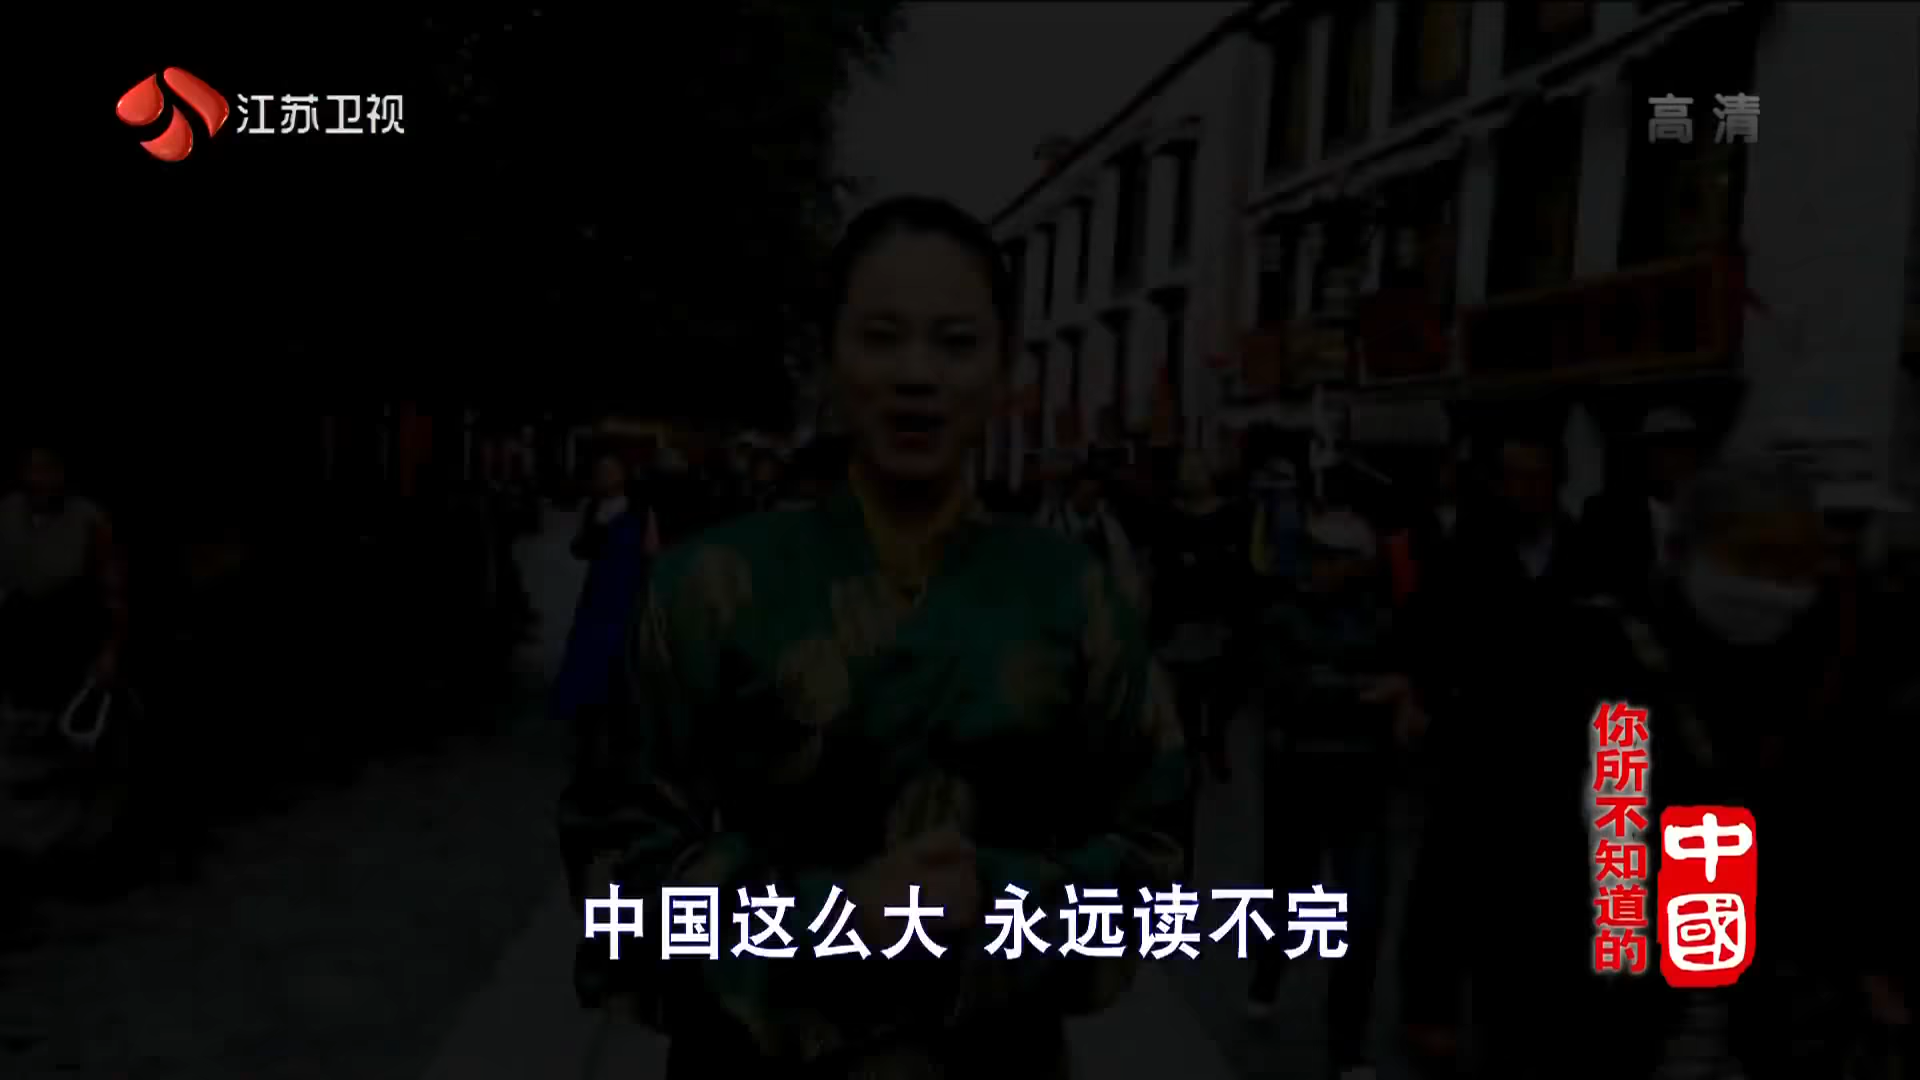 江苏卫视
高清
你所不知道的
中國
中国这么大 永远读不完